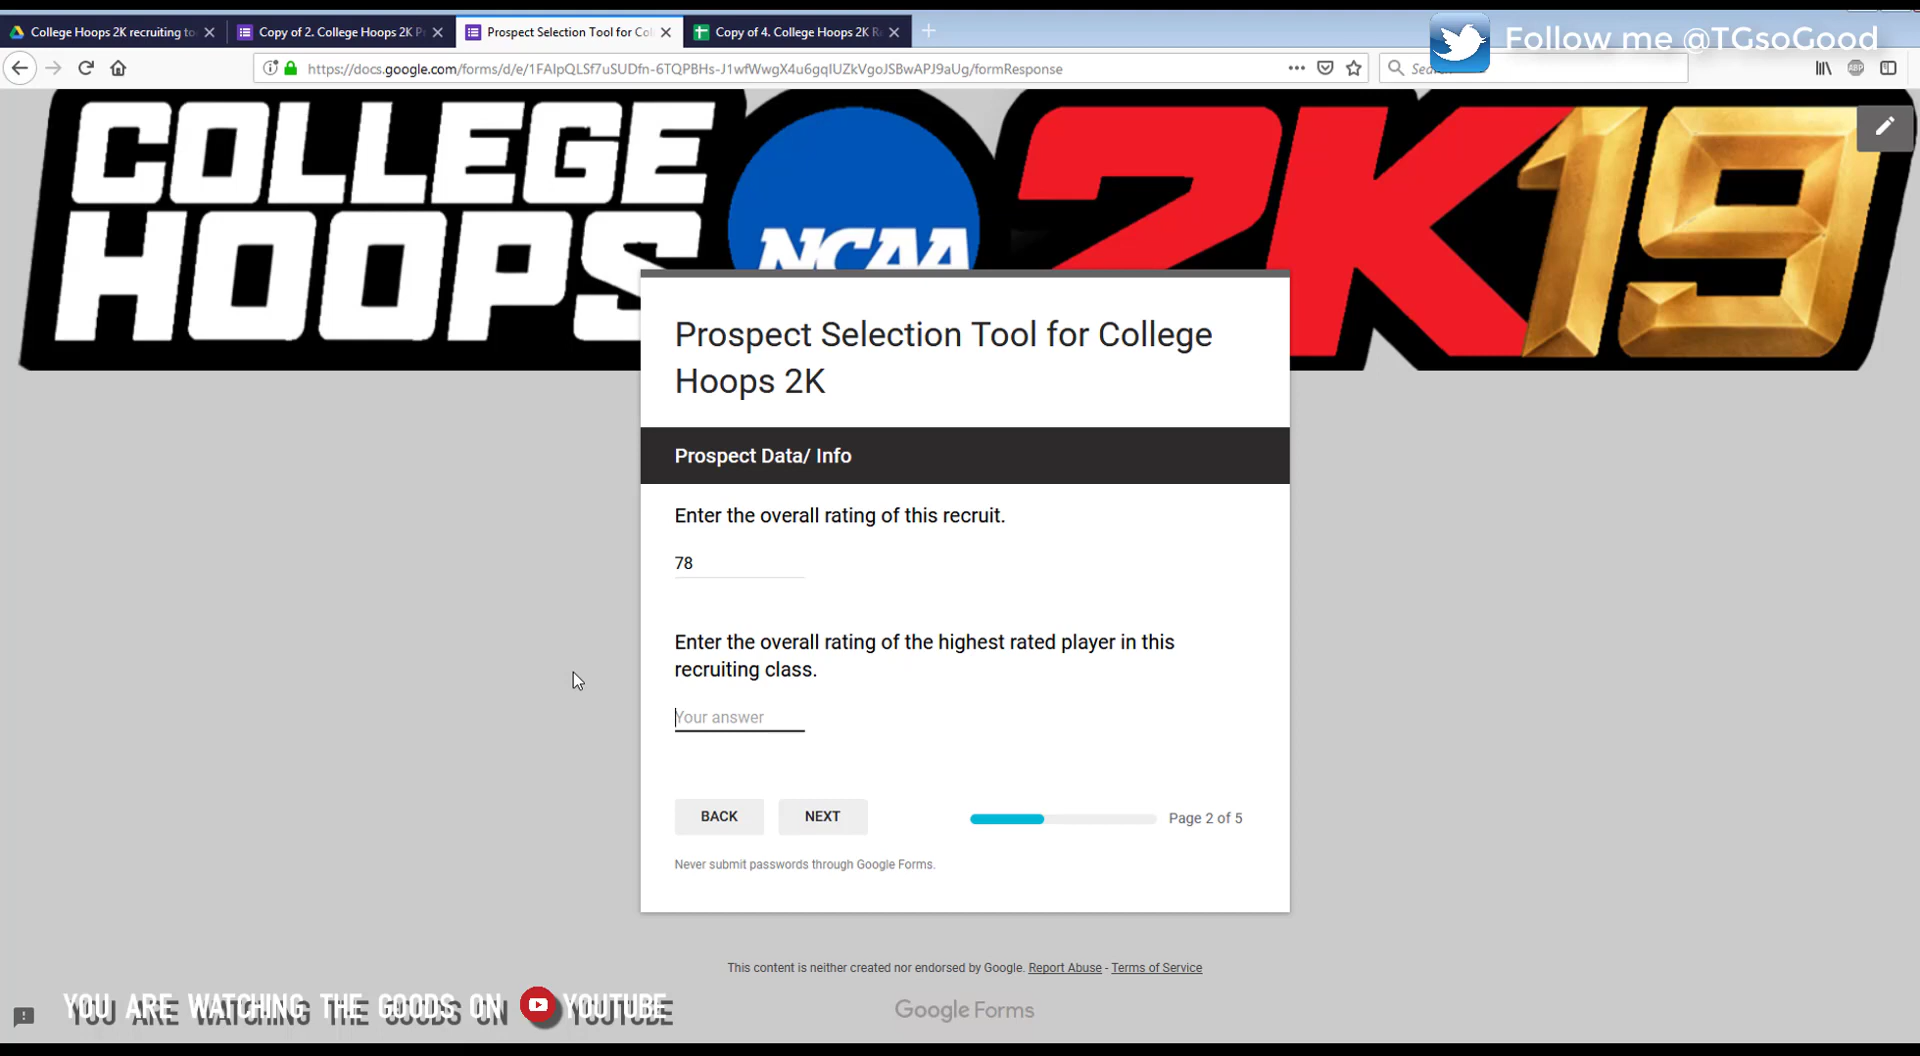 College Hoops 2K recruiting to
Copy of 2. College Hoops 2K P
Prospect Selection Tool for Col
Copy of 4. College Hoops 2K R
Follow me @TGsoGood
https://docs.google.com/forms/d/e/1FAIpQLSf7uSUDfn-6TQPBHs-J1wfWwgX4u6gqIUZkVgoJSBwAPJ9aUg/formResponse
ABP
COLLEGE
HOOPS
NCAA
2K19
Prospect Selection Tool for College
Hoops 2K
Prospect Data/ Info
Enter the overall rating of this recruit.
78
Enter the overall rating of the highest rated player in this
recruiting class.
Your answer
BACK
NEXT
Page 2 of 5
Never submit passwords through Google Forms.
This content is neither created nor endorsed by Google. Report Abuse - Terms of Service
YOU ARE WATCHING THE GOODS ON YOUTUBE
Google Forms